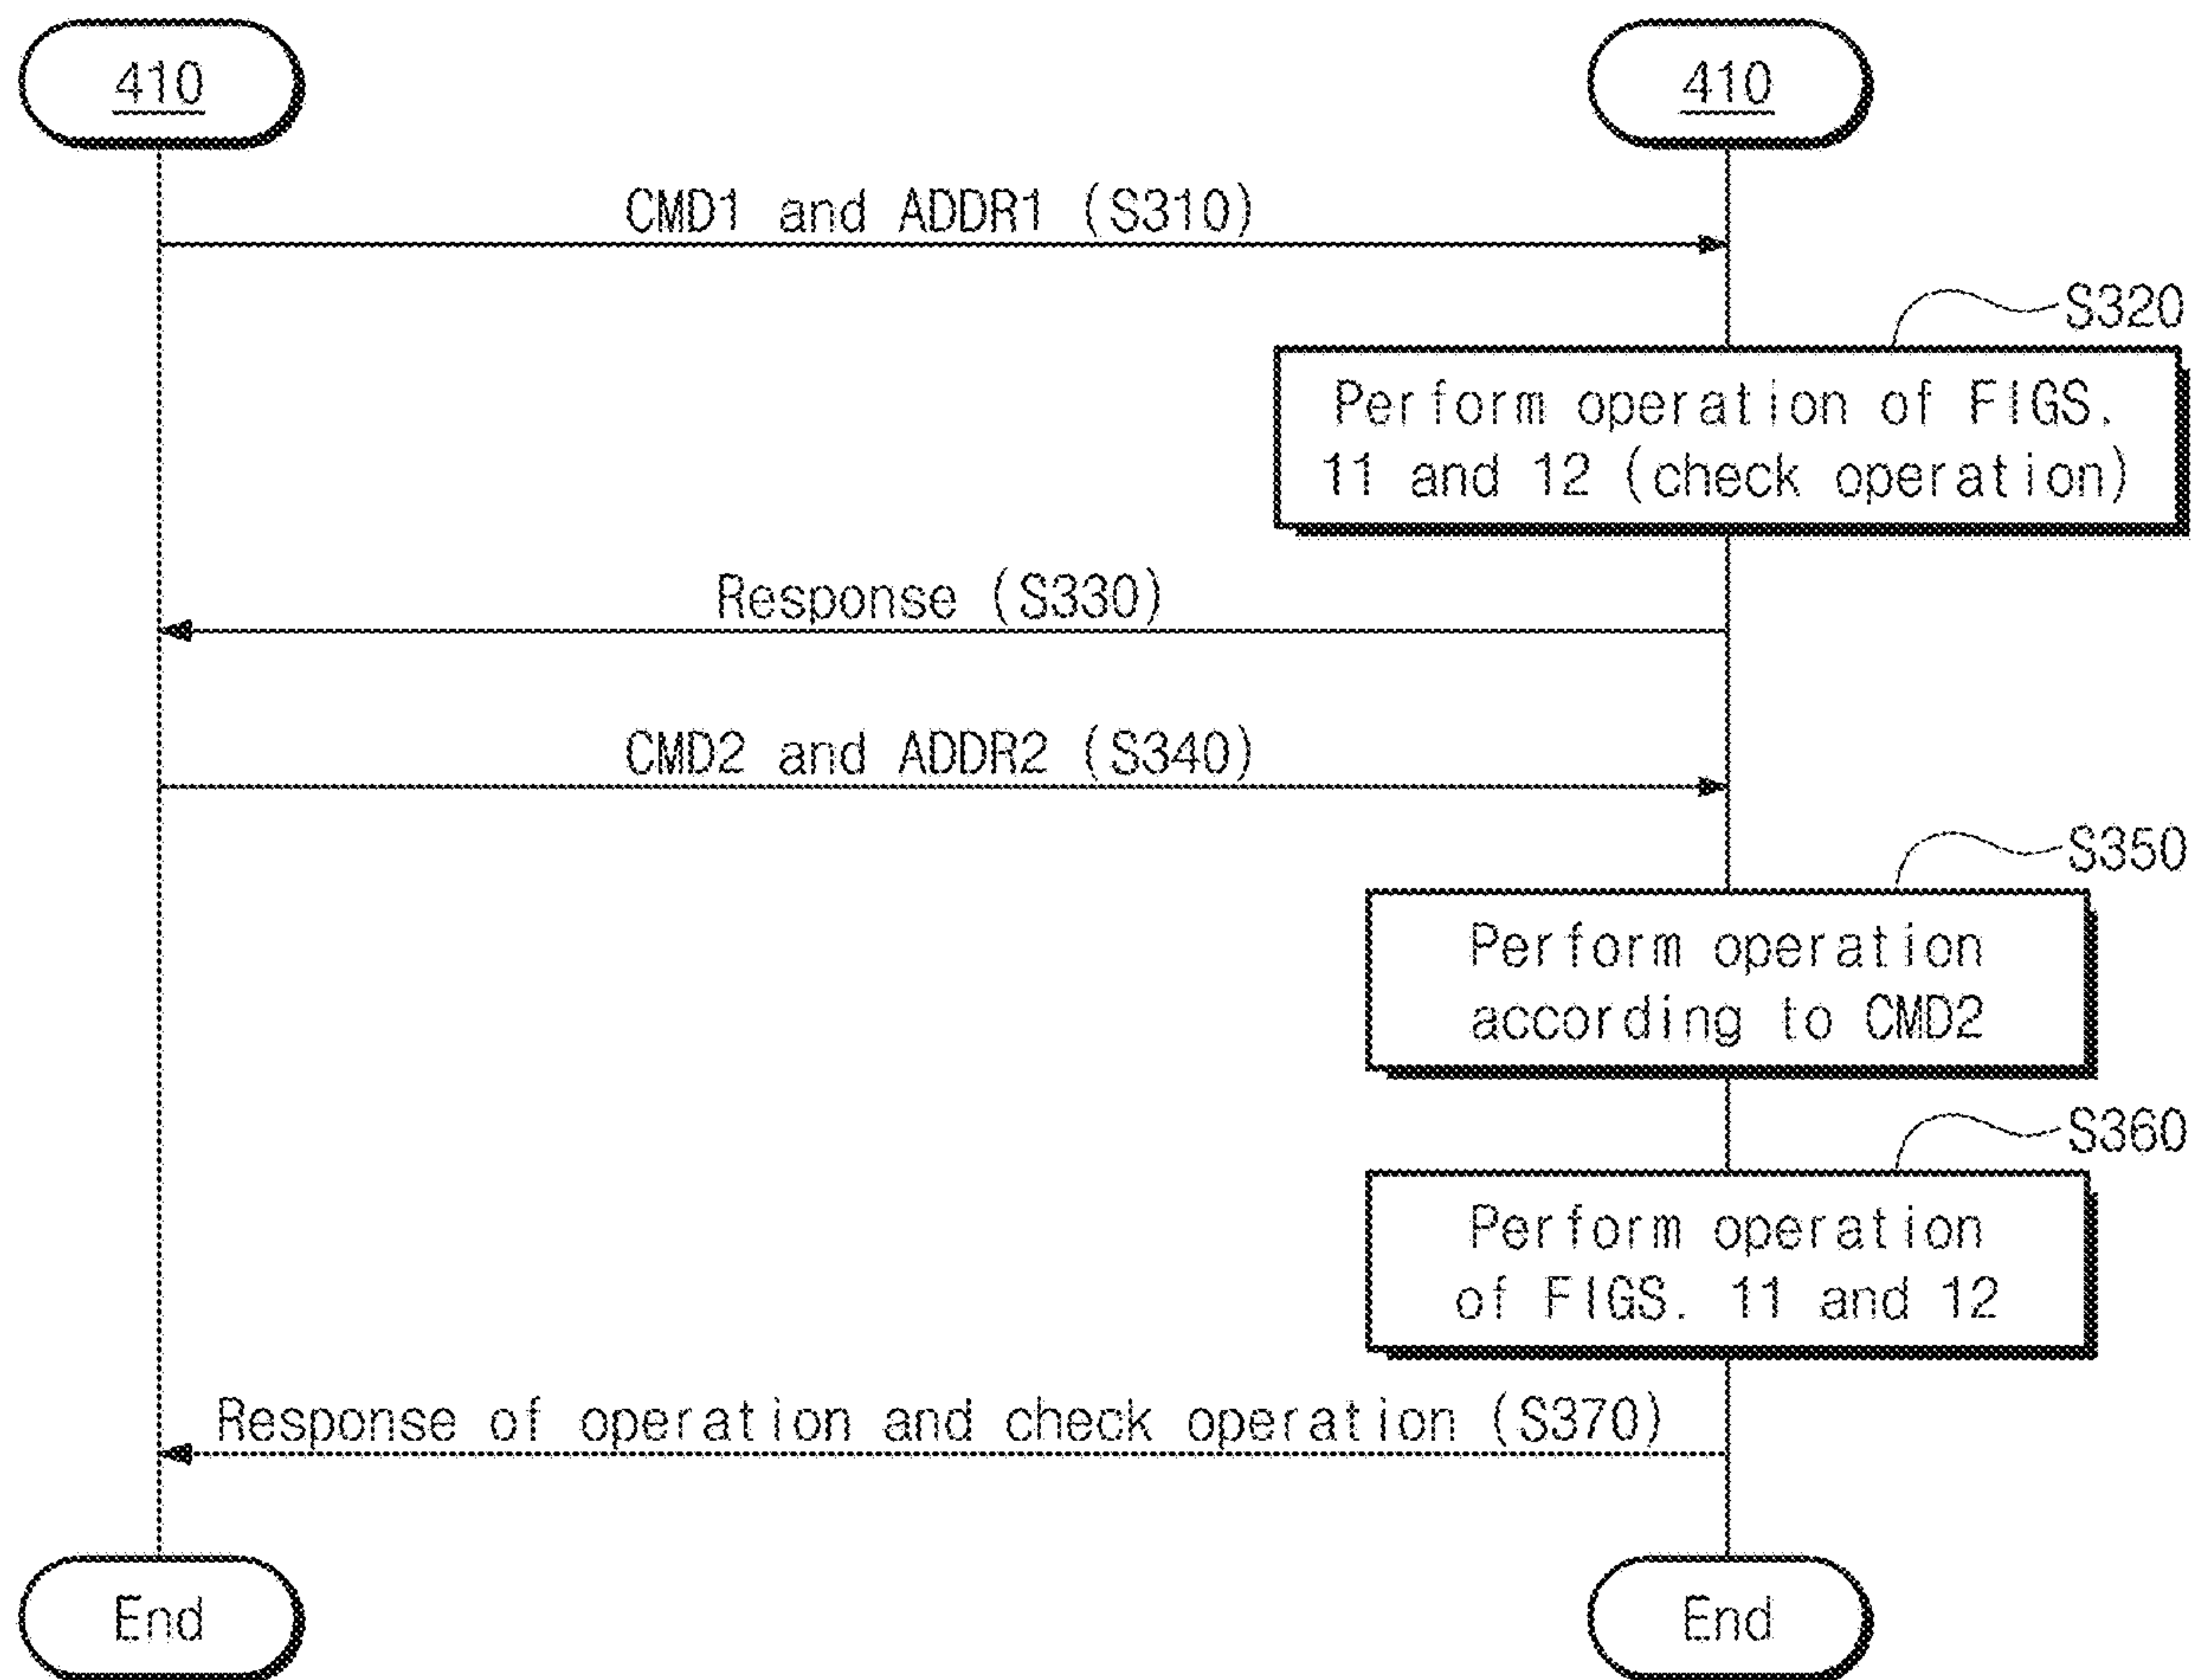 410
410
CMD1 and ADDR1 (S310)
S320
Perform operation of FIGS.
11 and 12 (check operation)
Response (S330)
CMD2 and ADDR2 (S340)
S350
Perform operation
according to CMD2
S360
Perform operation
of FIGS. 11 and 12
Response of operation and check operation (S370)
End
End